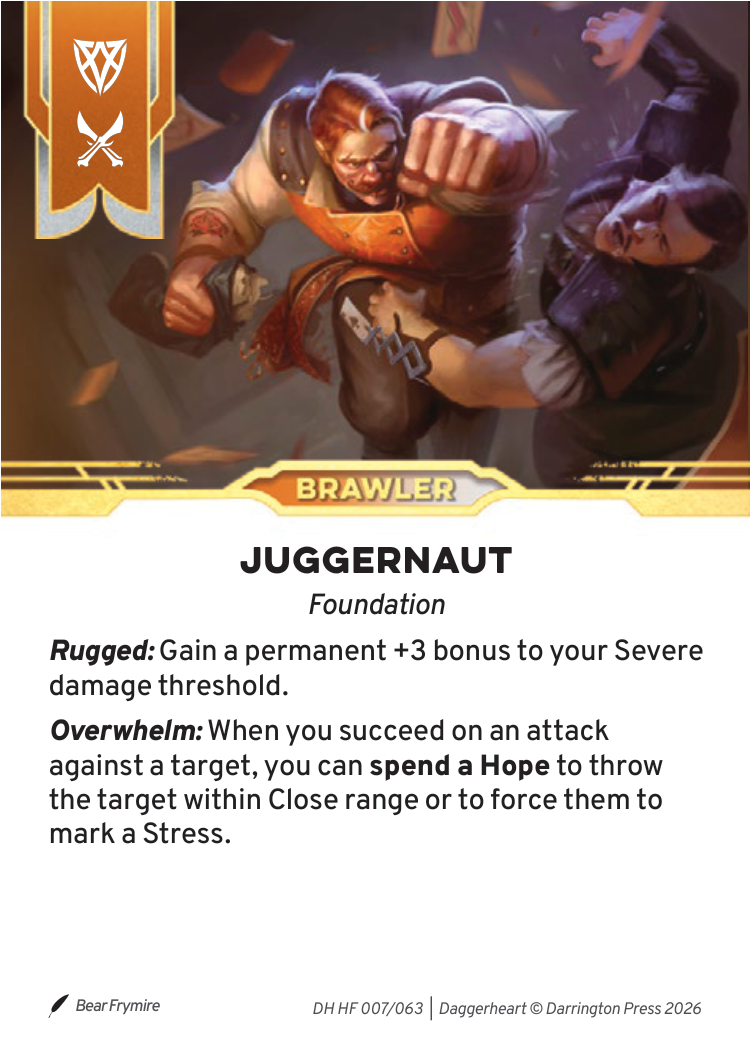 BRAWLER
JUGGERNAUT
Foundation
Rugged: Gain a permanent +3 bonus to your Severe
damage threshold.
Overwhelm: When you succeed on an attack
against a target, you can spend a Hope to throw
the target within Close range or to force them to
mark a Stress.
Bear Frymire
DH HF 007/063 | Daggerheart © Darrington Press 2026